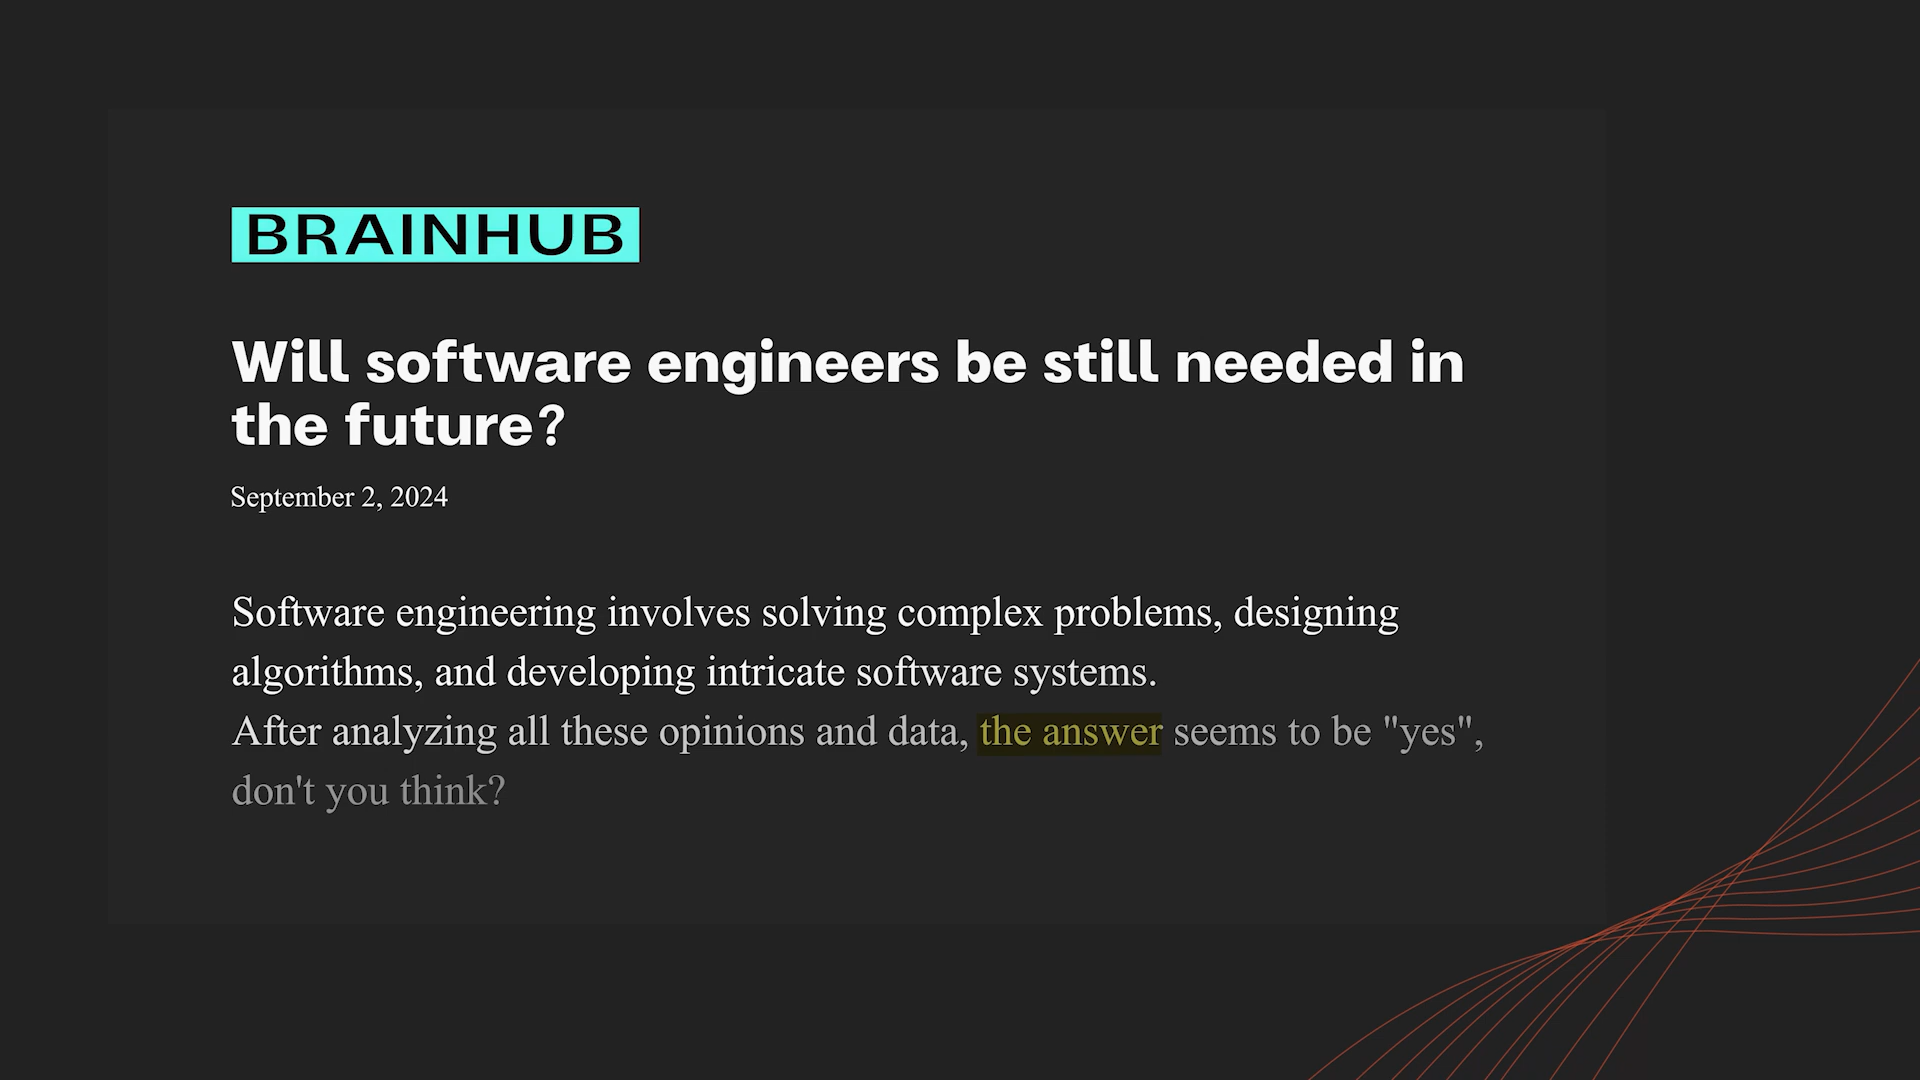 BRAINHUB
Will software engineers be still needed in
the future?
September 2, 2024
Software engineering involves solving complex problems, designing
algorithms, and developing intricate software systems.
After analyzing all these opinions and data, the answer seems to be "yes",
don't you think?